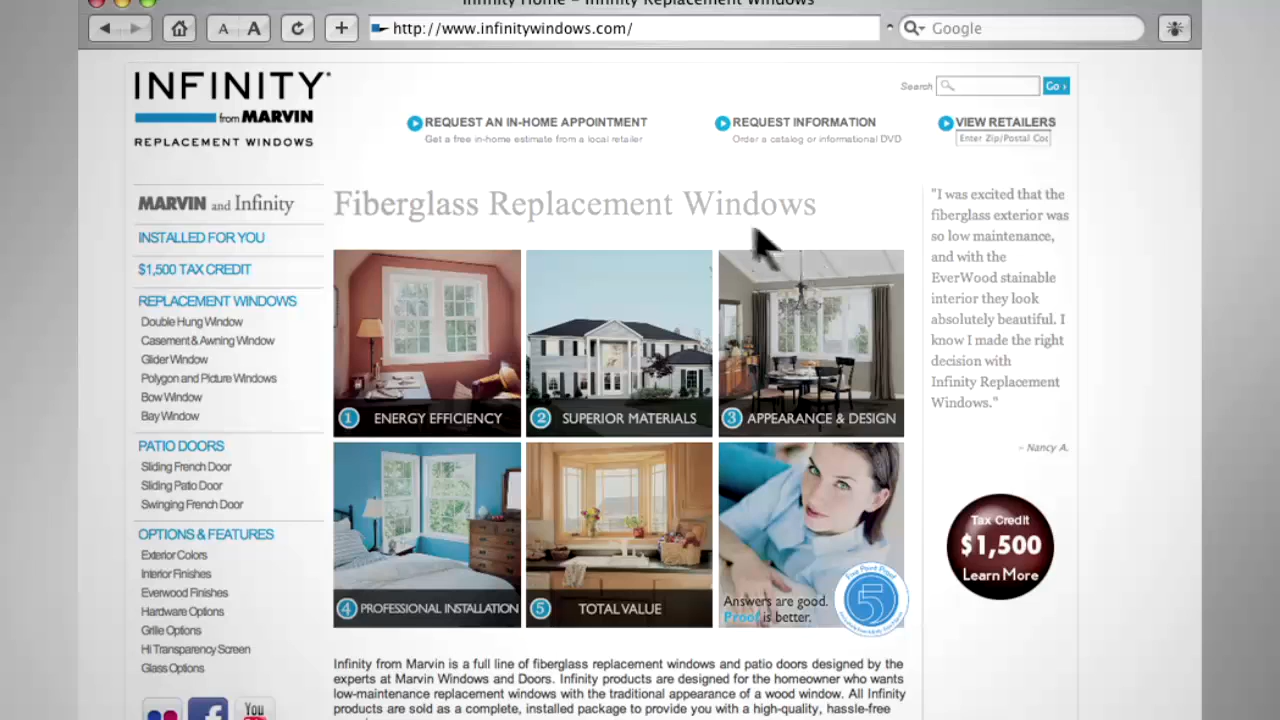 Infinity Home – Infinity Replacement Windows
A A
http://www.infinitywindows.com/
Google
INFINITY
from MARVIN
REPLACEMENT WINDOWS
Search
Go ›
REQUEST AN IN-HOME APPOINTMENT
Get a free in-home estimate from a local retailer
REQUEST INFORMATION
Order a catalog or informational DVD
VIEW RETAILERS
Enter Zip/Postal Coc
MARVIN and Infinity
INSTALLED FOR YOU
$1,500 TAX CREDIT
REPLACEMENT WINDOWS
Double Hung Window
Casement & Awning Window
Glider Window
Polygon and Picture Windows
Bow Window
Bay Window
PATIO DOORS
Sliding French Door
Sliding Patio Door
Swinging French Door
OPTIONS & FEATURES
Exterior Colors
Interior Finishes
Everwood Finishes
Hardware Options
Grille Options
Hi Transparency Screen
Glass Options
You
Fiberglass Replacement Windows
1 ENERGY EFFICIENCY
2 SUPERIOR MATERIALS
3 APPEARANCE & DESIGN
4 PROFESSIONAL INSTALLATION
5 TOTAL VALUE
Answers are good.
Proof is better.
Five Point Proof
5
Infinity from Marvin is a full line of fiberglass replacement windows and patio doors designed by the
experts at Marvin Windows and Doors. Infinity products are designed for the homeowner who wants
low-maintenance replacement windows with the traditional appearance of a wood window. All Infinity
products are sold as a complete, installed package to provide you with a high-quality, hassle-free
"I was excited that the
fiberglass exterior was
so low maintenance,
and with the
EverWood stainable
interior they look
absolutely beautiful. I
know I made the right
decision with
Infinity Replacement
Windows."
– Nancy A.
Tax Credit
$1,500
Learn More